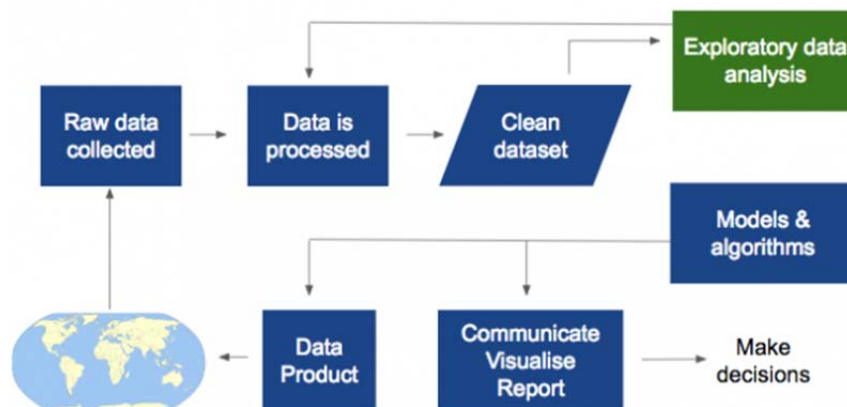 Exploratory data
analysis
Raw data
collected
Data is
processed
Clean
dataset
Models &
algorithms
Data
Product
Communicate
Visualise
Report
Make
decisions